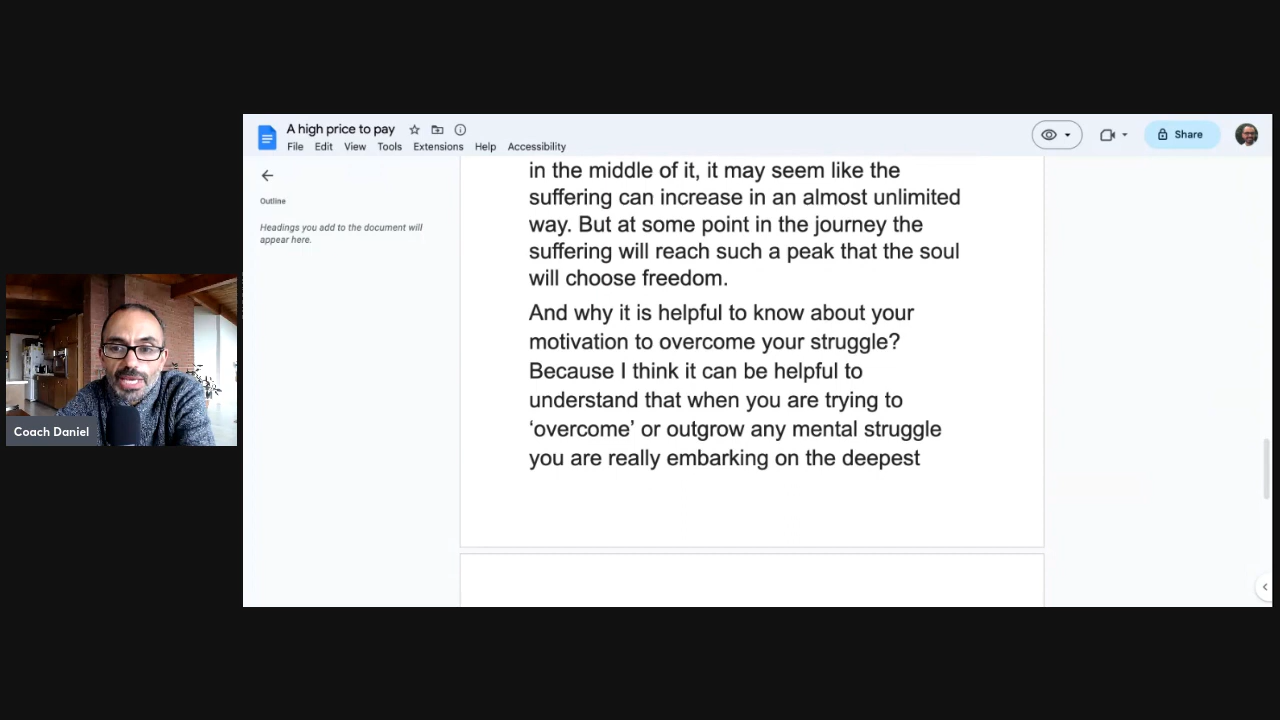 A high price to pay
File Edit View Tools Extensions Help Accessibility
Share
Outline
Headings you add to the document will
appear here.
in the middle of it, it may seem like the
suffering can increase in an almost unlimited
way. But at some point in the journey the
suffering will reach such a peak that the soul
will choose freedom.
And why it is helpful to know about your
motivation to overcome your struggle?
Because I think it can be helpful to
understand that when you are trying to
‘overcome’ or outgrow any mental struggle
you are really embarking on the deepest
Coach Daniel